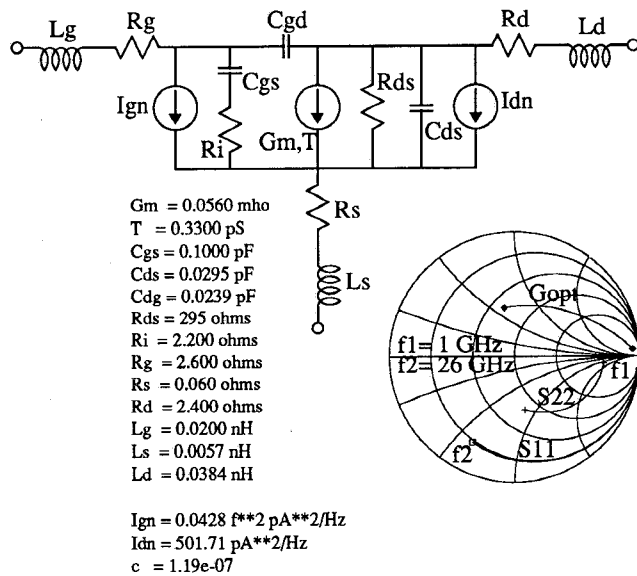 Lg
Rg
Cgd
Rd
Ld
Ign
Cgs
Ri
Gm,T
Rds
Cds
Idn
Rs
Ls
Gm = 0.0560 mho
T = 0.3300 pS
Cgs = 0.1000 pF
Cds = 0.0295 pF
Cdg = 0.0239 pF
Rds = 295 ohms
Ri = 2.200 ohms
Rg = 2.600 ohms
Rs = 0.060 ohms
Rd = 2.400 ohms
Lg = 0.0200 nH
Ls = 0.0057 nH
Ld = 0.0384 nH
Ign = 0.0428 f**2 pA**2/Hz
Idn = 501.71 pA**2/Hz
c = 1.19e-07
Gopt
f1= 1 GHz
f2= 26 GHz
f1
S22
f2
S11